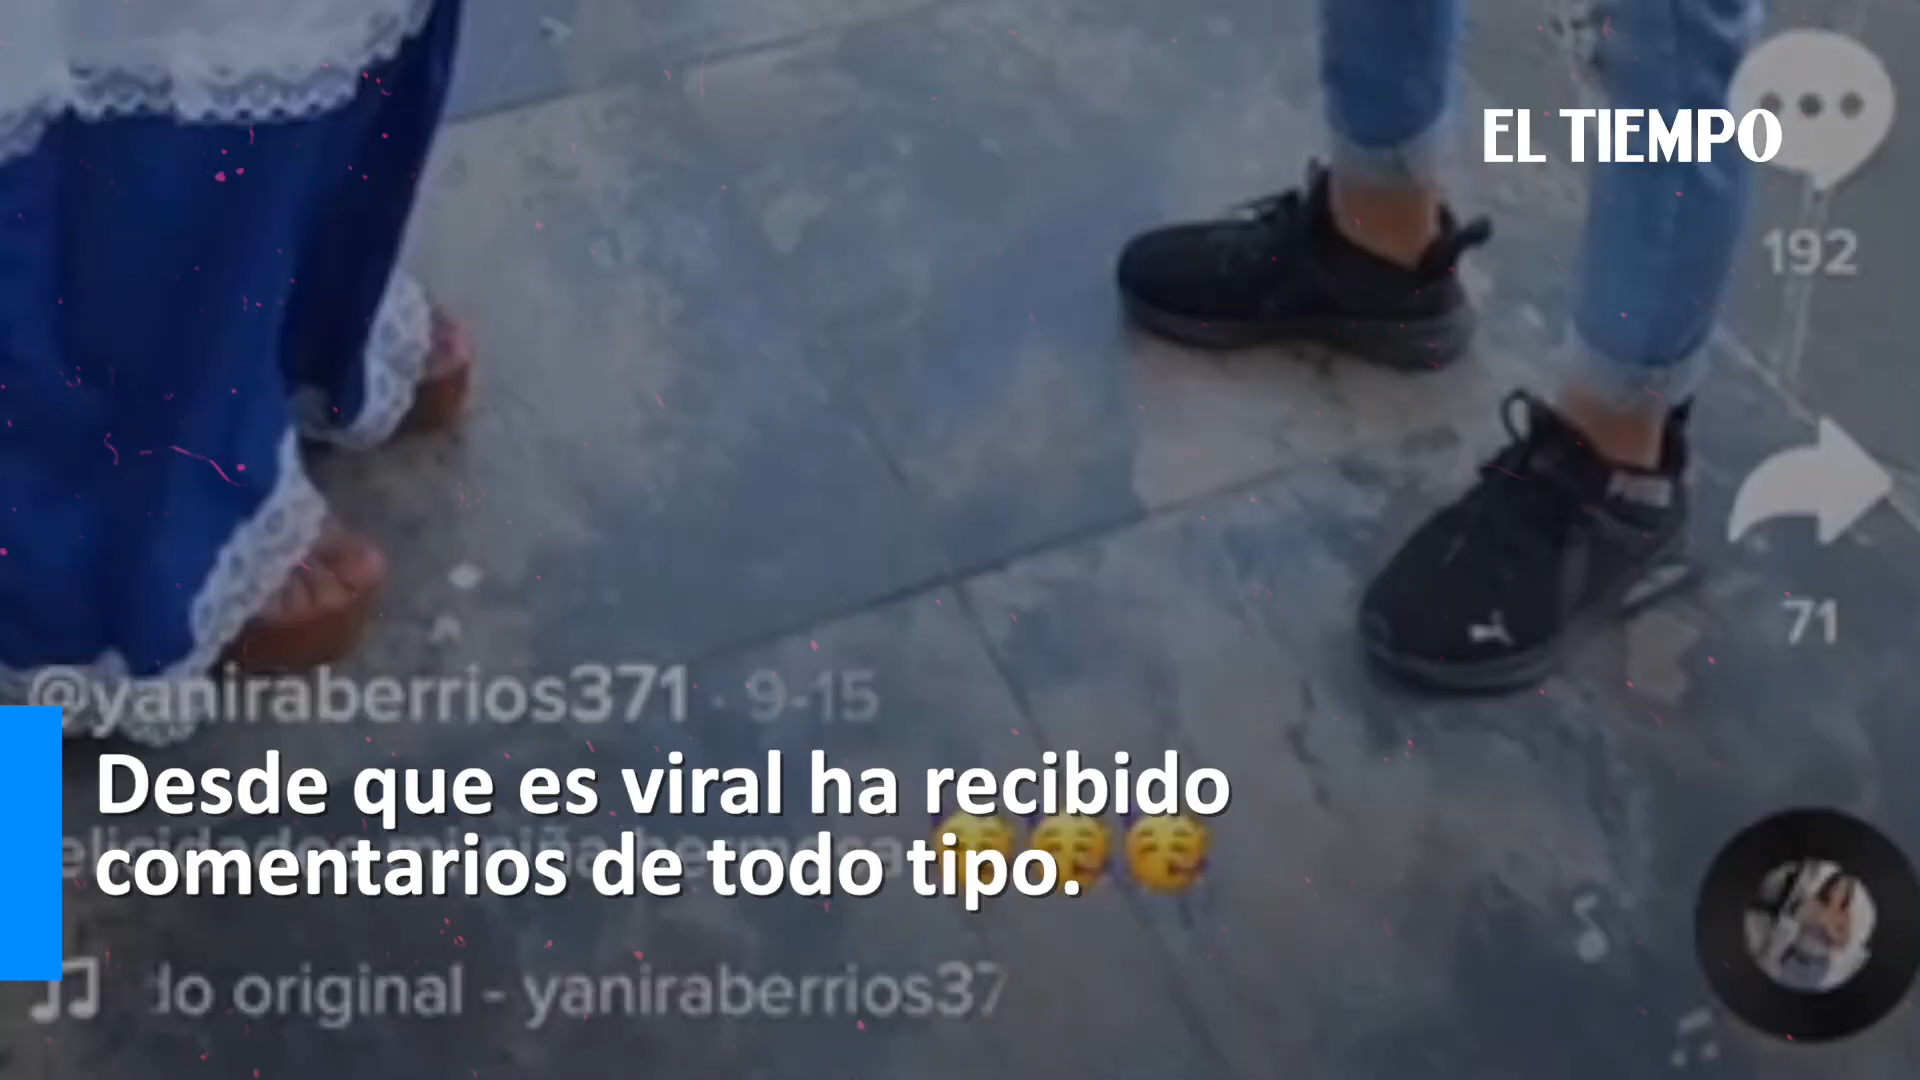 EL TIEMPO
192
71
@yaniraberrios371 · 9-15
Desde que es viral ha recibido
comentarios de todo tipo.
do original - yaniraberrios37